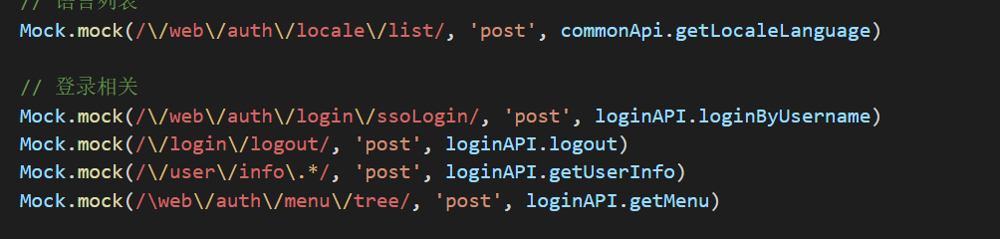 // 语言列表
Mock.mock(/\/web\/auth\/locale\/list/, 'post', commonApi.getLocaleLanguage)
// 登录相关
Mock.mock(/\/web\/auth\/login\/ssoLogin/, 'post', loginAPI.loginByUsername)
Mock.mock(/\/login\/logout/, 'post', loginAPI.logout)
Mock.mock(/\/user\/info\.*/, 'post', loginAPI.getUserInfo)
Mock.mock(/\web\/auth\/menu\/tree/, 'post', loginAPI.getMenu)